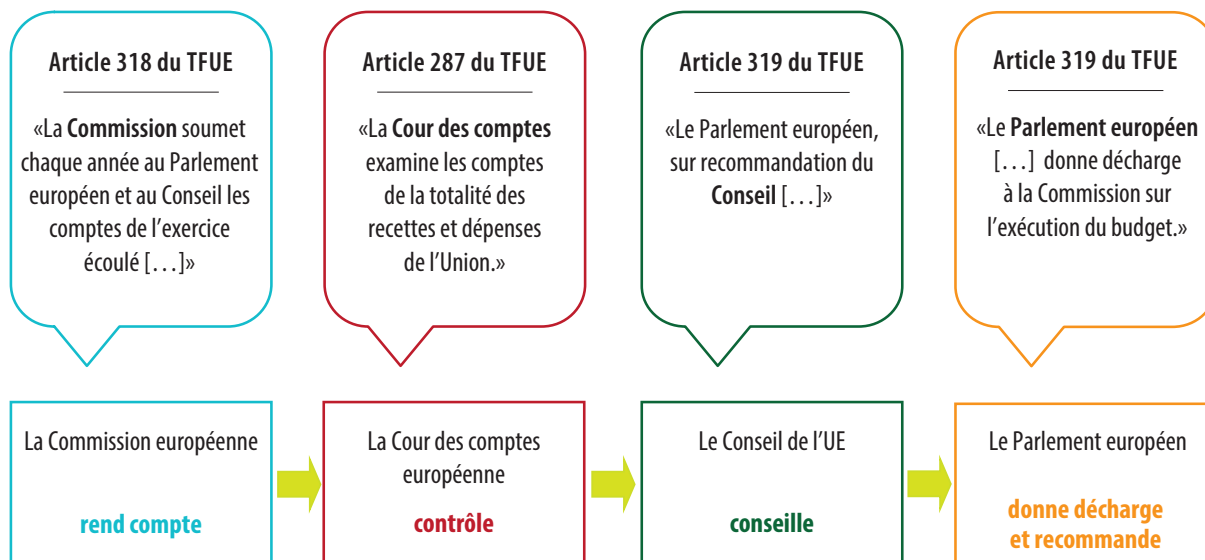 Article 318 du TFUE
«La Commission soumet
chaque année au Parlement
européen et au Conseil les
comptes de l’exercice
écoulé [...]»
Article 287 du TFUE
«La Cour des comptes
examine les comptes
de la totalité des
recettes et dépenses
de l’Union.»
Article 319 du TFUE
«Le Parlement européen,
sur recommandation du
Conseil [...]»
Article 319 du TFUE
«Le Parlement européen
[...] donne décharge
à la Commission sur
l’exécution du budget.»
La Commission européenne
rend compte
La Cour des comptes
européenne
contrôle
Le Conseil de l’UE
conseille
Le Parlement européen
donne décharge
et recommande